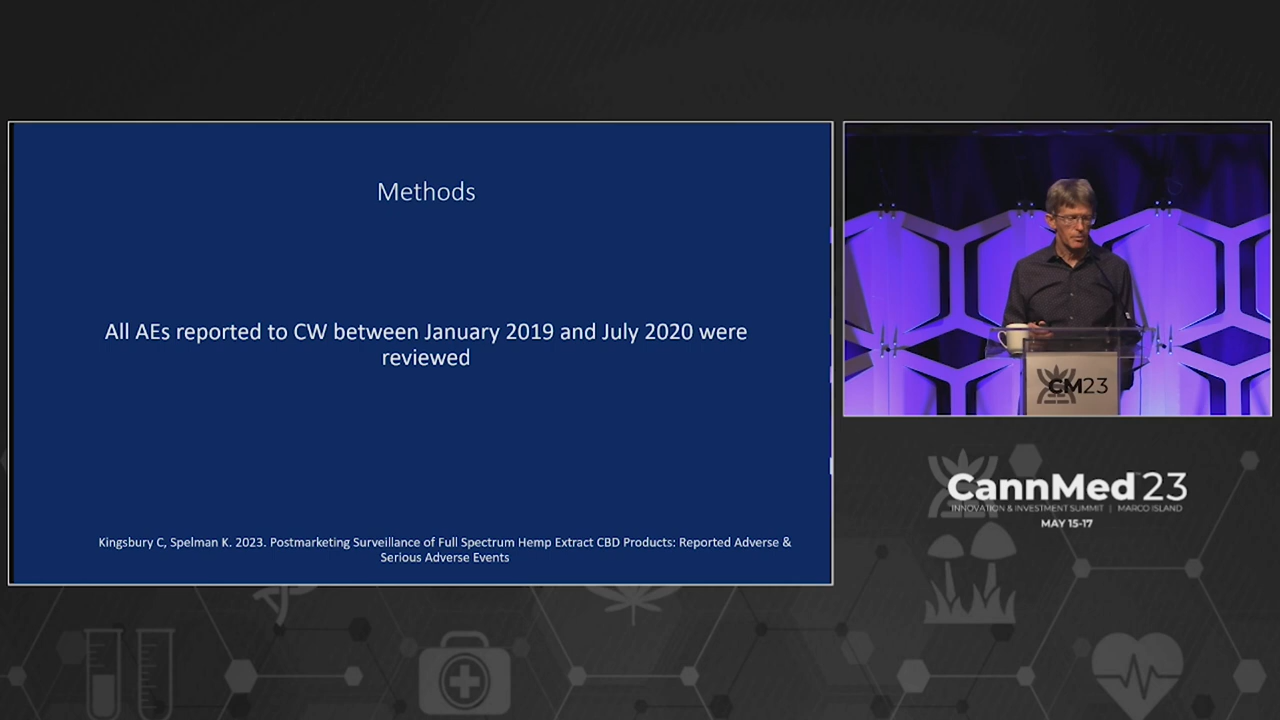 Methods
All AEs reported to CW between January 2019 and July 2020 were
reviewed
Kingsbury C, Spelman K. 2023. Postmarketing Surveillance of Full Spectrum Hemp Extract CBD Products: Reported Adverse &
Serious Adverse Events
CM23
CannMed'23
INNOVATION & INVESTMENT SUMMIT | MARCO ISLAND
MAY 15-17